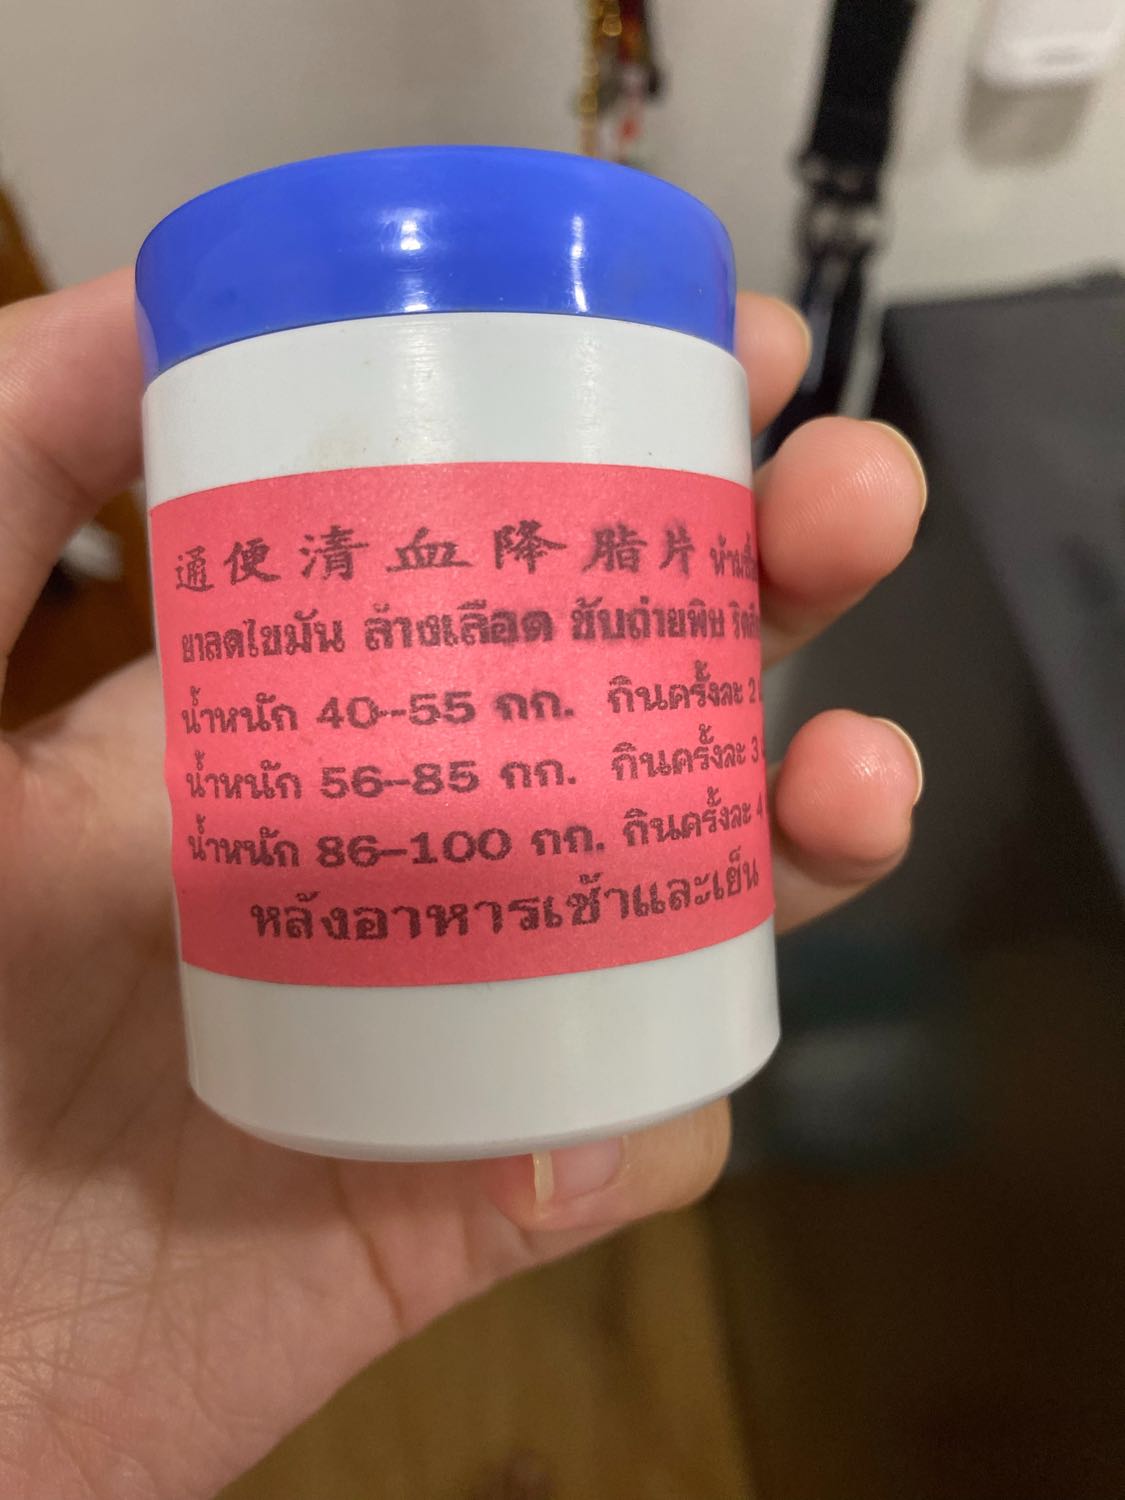 通便清血降脂片
ยาลดไขมัน ล้างเลือด ขับถ่ายพิษ
น้ำหนัก 40--55 กก. กินครั้งละ 2
น้ำหนัก 56--85 กก. กินครั้งละ 3
น้ำหนัก 86--100 กก. กินครั้งละ 4
หลังอาหารเช้าและเย็น